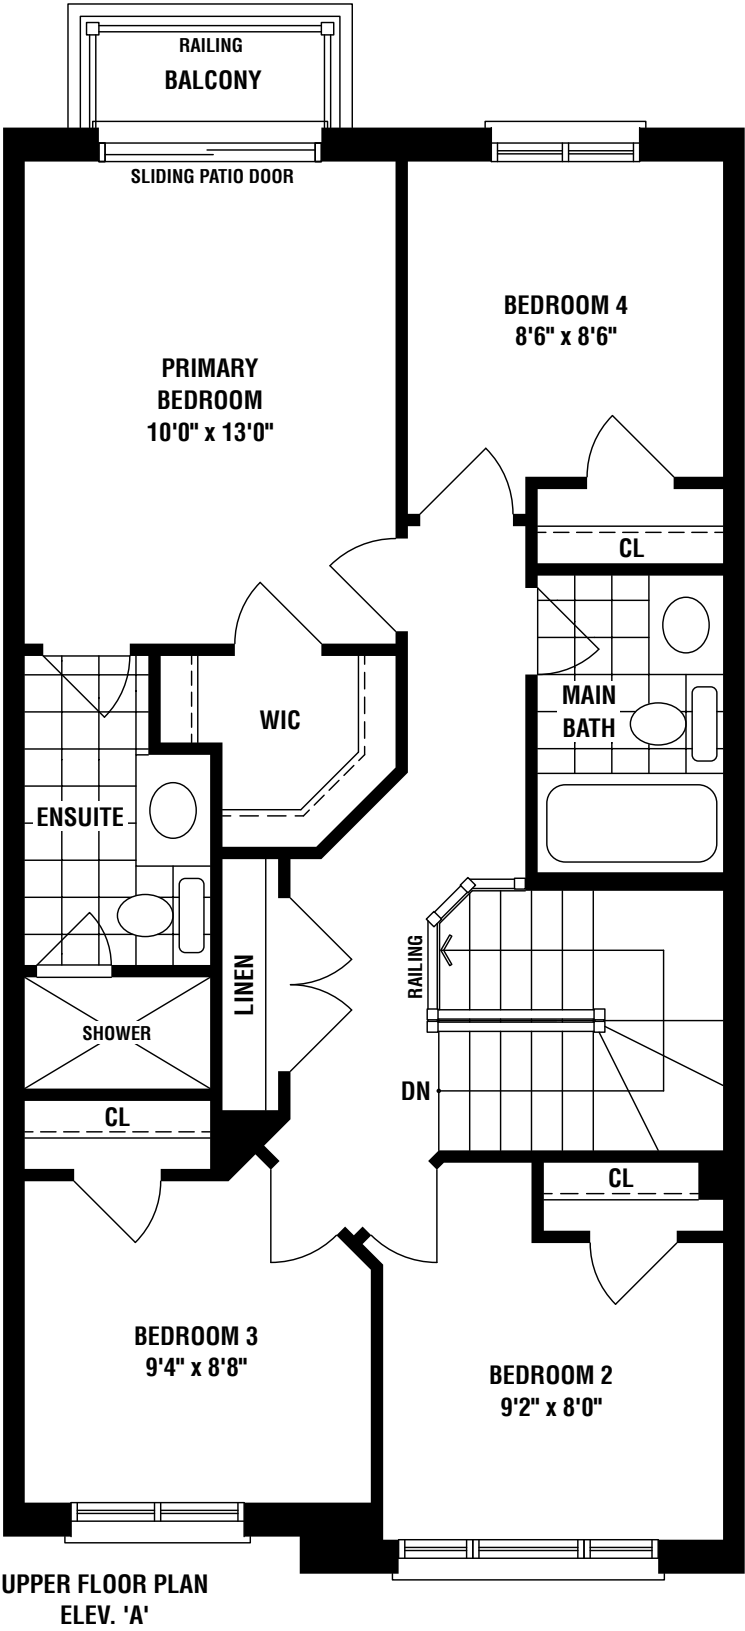 RAILING
BALCONY
SLIDING PATIO DOOR
BEDROOM 4
8'6" x 8'6"
PRIMARY
BEDROOM
10'0" x 13'0"
CL
MAIN
BATH
WIC
ENSUITE
RAILING
LINEN
SHOWER
DN
CL
CL
BEDROOM 3
9'4" x 8'8"
BEDROOM 2
9'2" x 8'0"
UPPER FLOOR PLAN
ELEV. 'A'